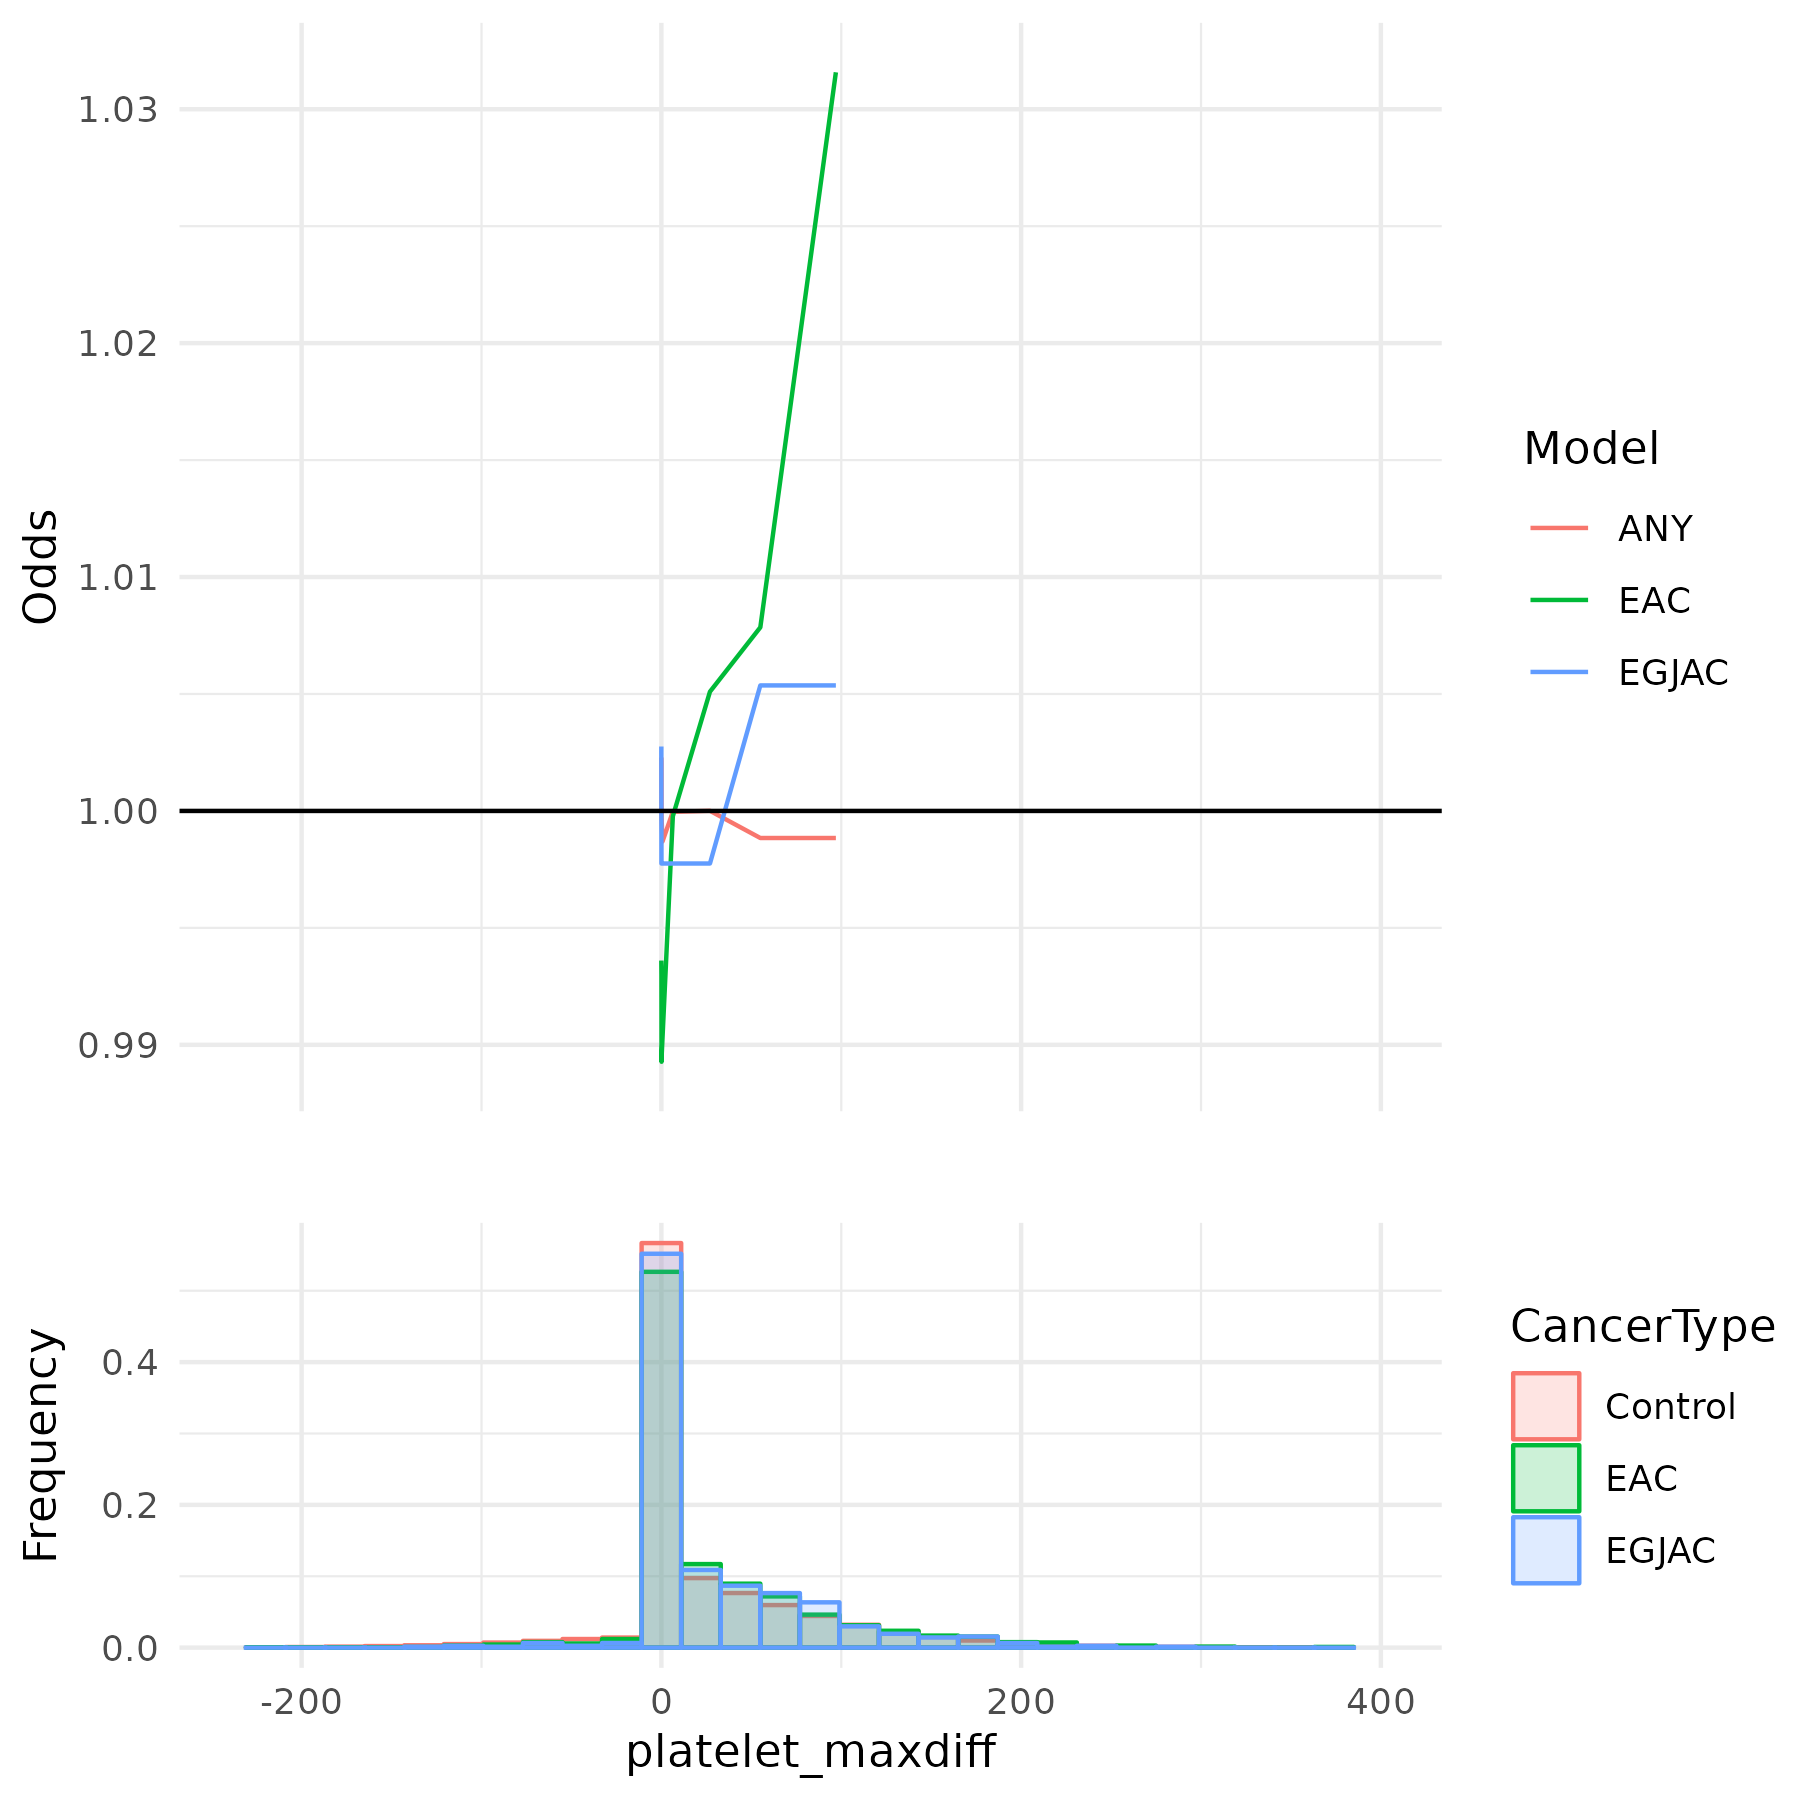 1.03
1.02
1.01
1.00
0.99
Odds
Model
ANY
EAC
EGJAC
0.4
0.2
0.0
Frequency
-200 0 200 400
platelet_maxdiff
CancerType
Control
EAC
EGJAC